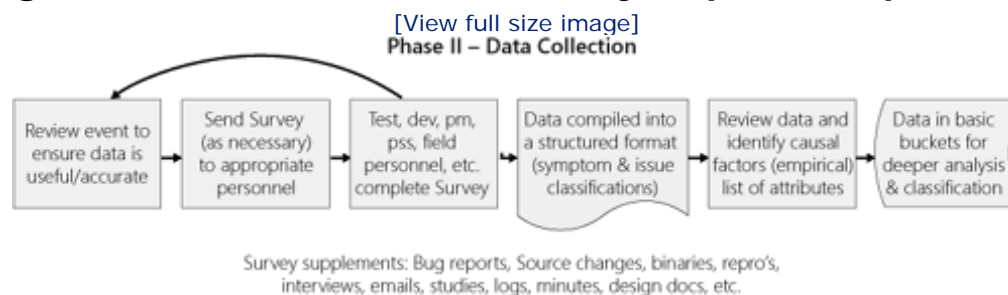 [View full size image]
Phase II – Data Collection
Review event to
ensure data is
useful/accurate
Send Survey
(as necessary)
to appropriate
personnel
Test, dev, pm,
pss, field
personnel, etc.
complete Survey
Data compiled into
a structured format
(symptom & issue
classifications)
Review data and
identify causal
factors (empirical)
list of attributes
Data in basic
buckets for
deeper analysis
& classification
Survey supplements: Bug reports, Source changes, binaries, repro's,
interviews, emails, studies, logs, minutes, design docs, etc.